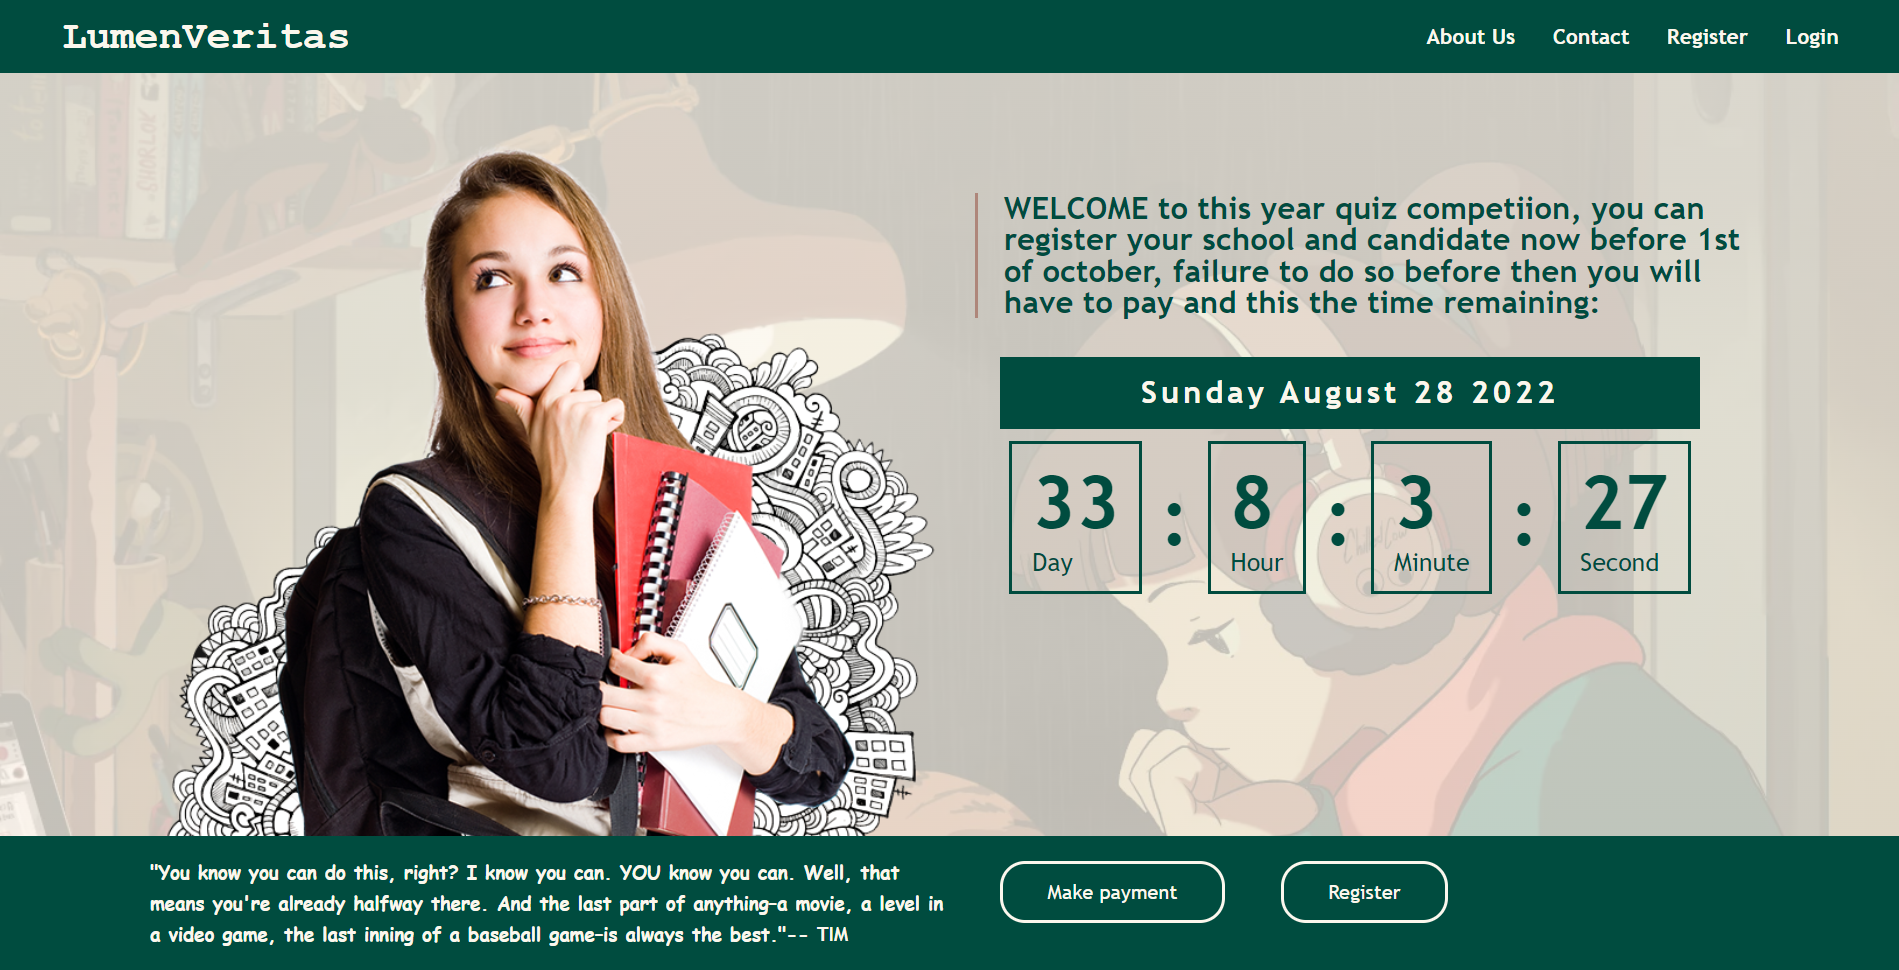 LumenVeritas
About Us Contact Register Login
SHARLOK
WELCOME to this year quiz competiion, you can
register your school and candidate now before 1st
of october, failure to do so before then you will
have to pay and this the time remaining:
Sunday August 28 2022
33 : 8 : 3 : 27
Day Hour Minute Second
"You know you can do this, right? I know you can. YOU know you can. Well, that
means you're already halfway there. And the last part of anything–a movie, a level in
a video game, the last inning of a baseball game–is always the best."-- TIM
Make payment Register